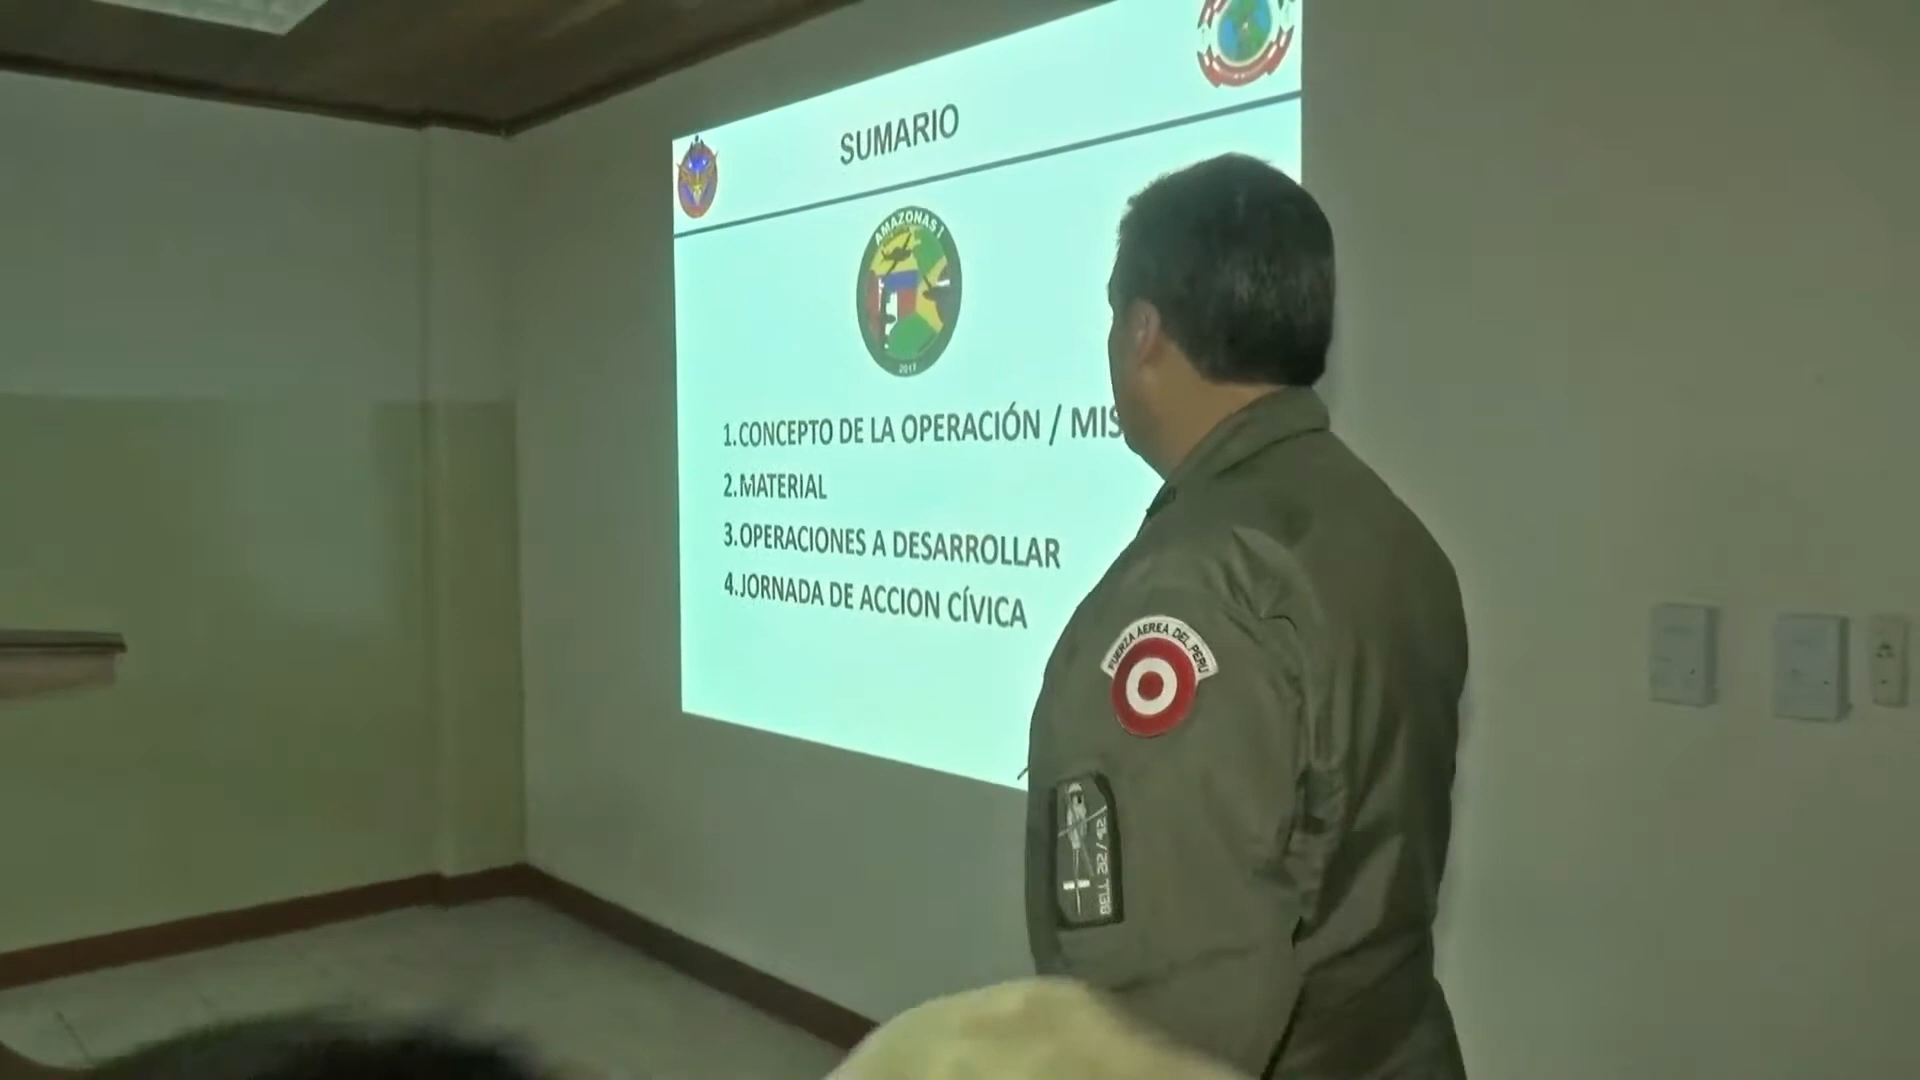 SUMARIO
AMAZONAS I
2017
1.CONCEPTO DE LA OPERACIÓN / MIS
2.MATERIAL
3.OPERACIONES A DESARROLLAR
4.JORNADA DE ACCION CÍVICA
FUERZA AEREA DEL PERU
BELL 212 / 412